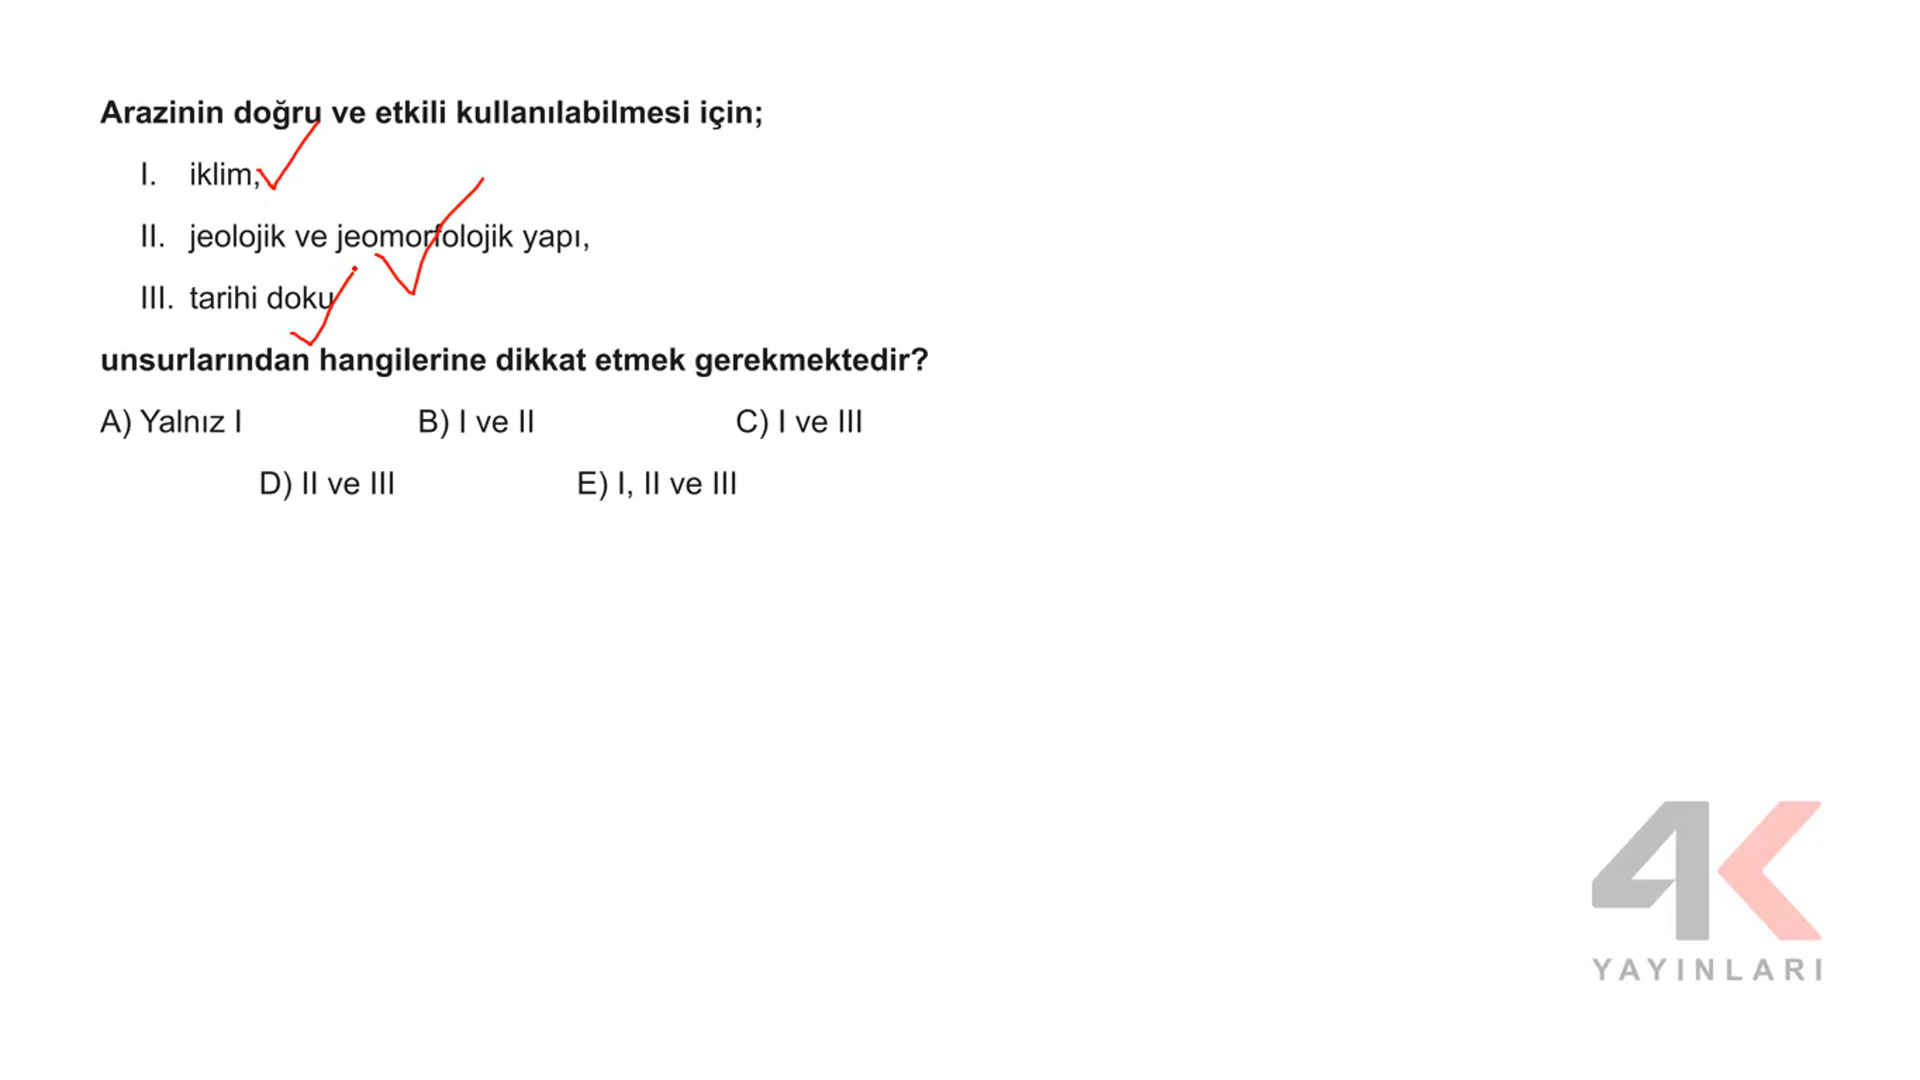 Arazinin doğru ve etkili kullanılabilmesi için;
I. iklim,
II. jeolojik ve jeomorfolojik yapı,
III. tarihi doku
unsurlarından hangilerine dikkat etmek gerekmektedir?
A) Yalnız I B) I ve II C) I ve III
D) II ve III E) I, II ve III
4K
YAYINLARI